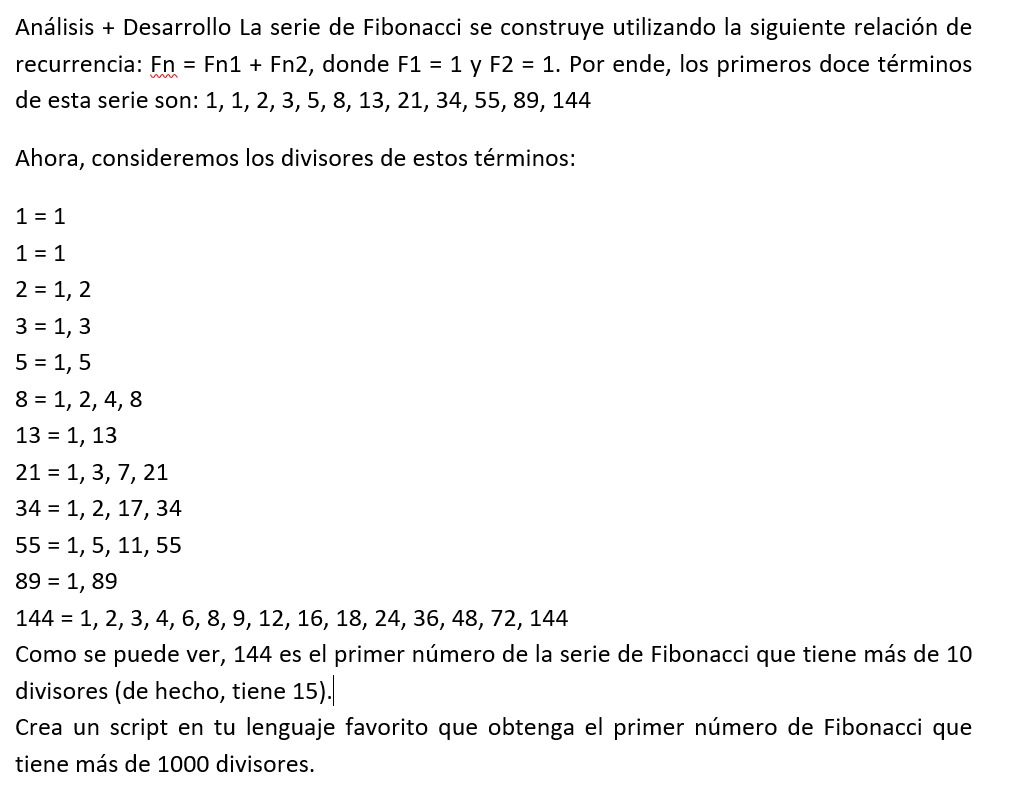 Análisis + Desarrollo La serie de Fibonacci se construye utilizando la siguiente relación de
recurrencia: Fn = Fn1 + Fn2, donde F1 = 1 y F2 = 1. Por ende, los primeros doce términos
de esta serie son: 1, 1, 2, 3, 5, 8, 13, 21, 34, 55, 89, 144
Ahora, consideremos los divisores de estos términos:
1 = 1
1 = 1
2 = 1, 2
3 = 1, 3
5 = 1, 5
8 = 1, 2, 4, 8
13 = 1, 13
21 = 1, 3, 7, 21
34 = 1, 2, 17, 34
55 = 1, 5, 11, 55
89 = 1, 89
144 = 1, 2, 3, 4, 6, 8, 9, 12, 16, 18, 24, 36, 48, 72, 144
Como se puede ver, 144 es el primer número de la serie de Fibonacci que tiene más de 10
divisores (de hecho, tiene 15).
Crea un script en tu lenguaje favorito que obtenga el primer número de Fibonacci que
tiene más de 1000 divisores.